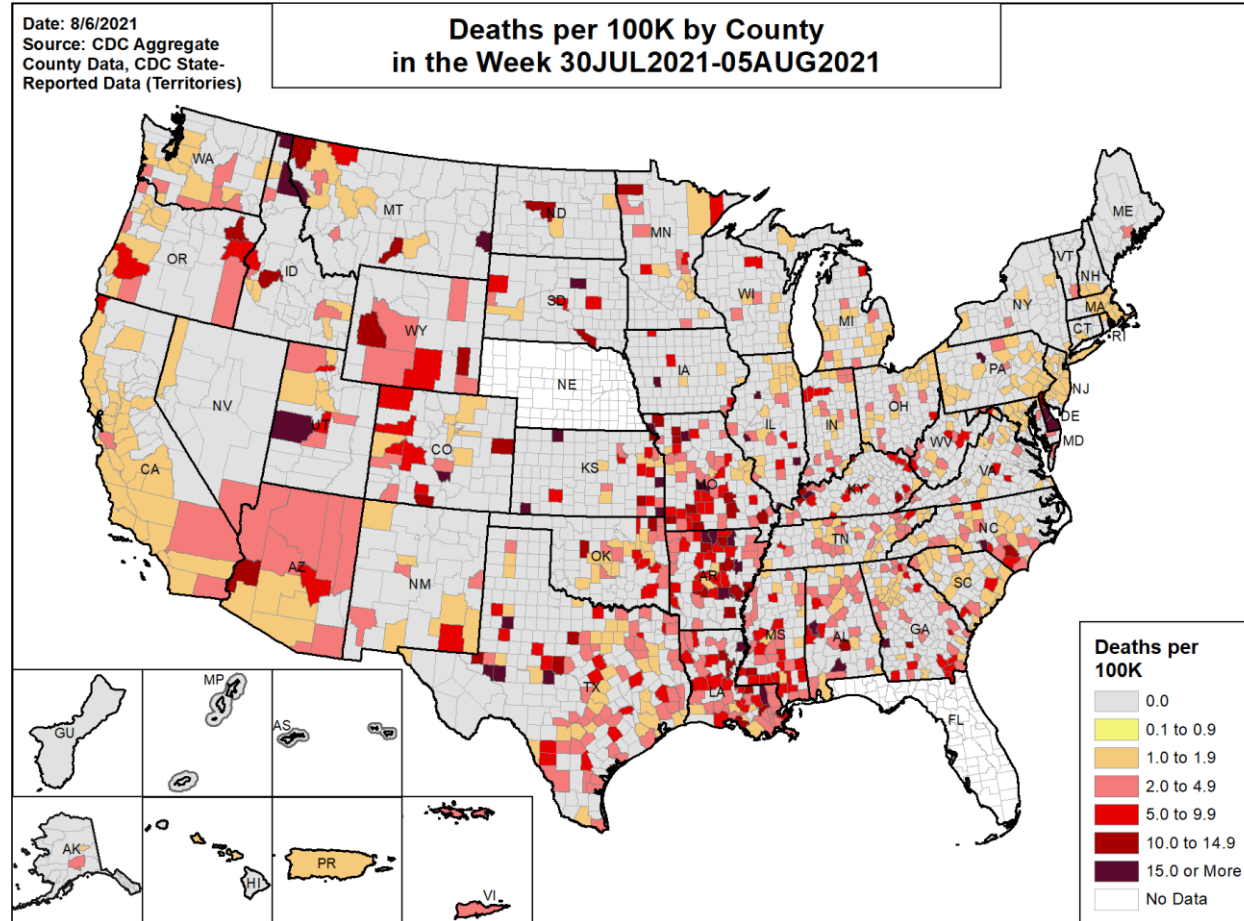 Date: 8/6/2021
Source: CDC Aggregate
County Data, CDC State-
Reported Data (Territories)
Deaths per 100K by County
in the Week 30JUL2021-05AUG2021
WA
MT
ND
MN
ME
OR
ID
SD
WI
MI
VT
NH
NY
MA
CT
RI
WY
IA
NE
PA
NJ
NV
UT
CO
IL
IN
OH
DE
MD
WV
CA
KS
MO
KY
VA
AZ
NM
OK
AR
TN
NC
SC
TX
LA
MS
AL
GA
FL
GU
MP
AS
AK
HI
PR
VI
Deaths per
100K
0.0
0.1 to 0.9
1.0 to 1.9
2.0 to 4.9
5.0 to 9.9
10.0 to 14.9
15.0 or More
No Data